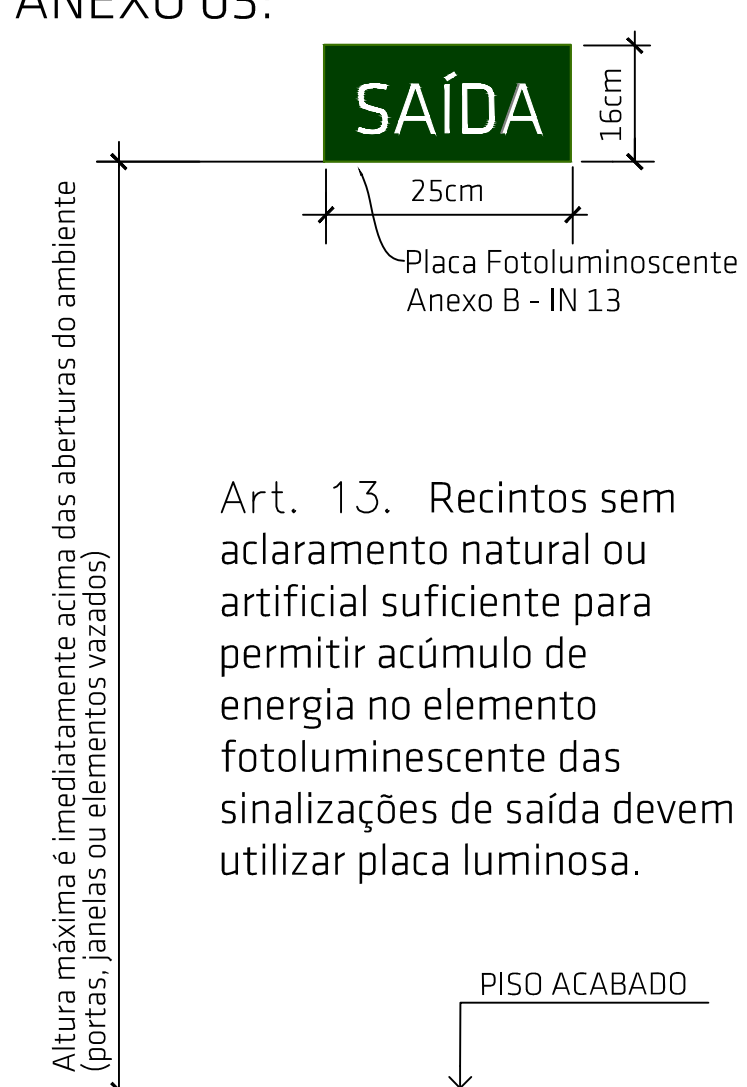 ANEXO 03.
SAÍDA
16cm
25cm
Placa Fotoluminoscente
Anexo B - IN 13
Altura máxima é imediatamente acima das aberturas do ambiente
(portas, janelas ou elementos vazados)
Art. 13. Recintos sem
aclaramento natural ou
artificial suficiente para
permitir acúmulo de
energia no elemento
fotoluminescente das
sinalizações de saída devem
utilizar placa luminosa.
PISO ACABADO